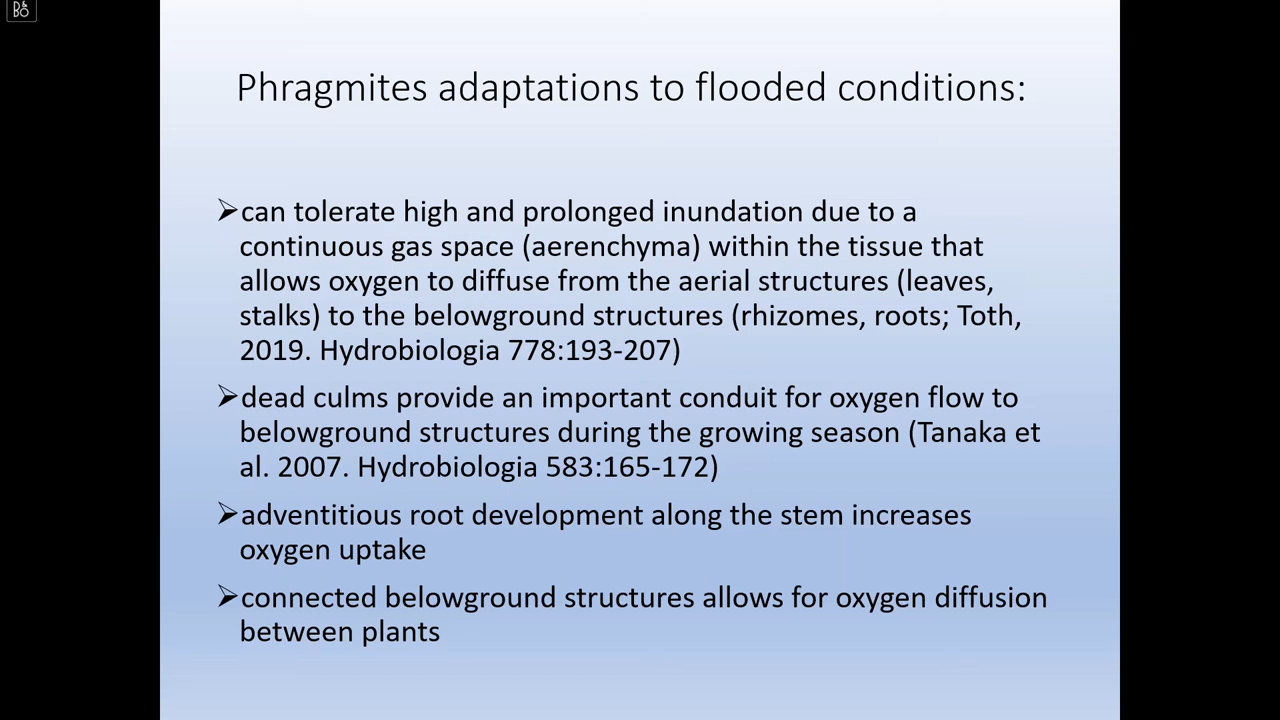 B&O
Phragmites adaptations to flooded conditions:
➢can tolerate high and prolonged inundation due to a
continuous gas space (aerenchyma) within the tissue that
allows oxygen to diffuse from the aerial structures (leaves,
stalks) to the belowground structures (rhizomes, roots; Toth,
2019. Hydrobiologia 778:193-207)
➢dead culms provide an important conduit for oxygen flow to
belowground structures during the growing season (Tanaka et
al. 2007. Hydrobiologia 583:165-172)
➢adventitious root development along the stem increases
oxygen uptake
➢connected belowground structures allows for oxygen diffusion
between plants